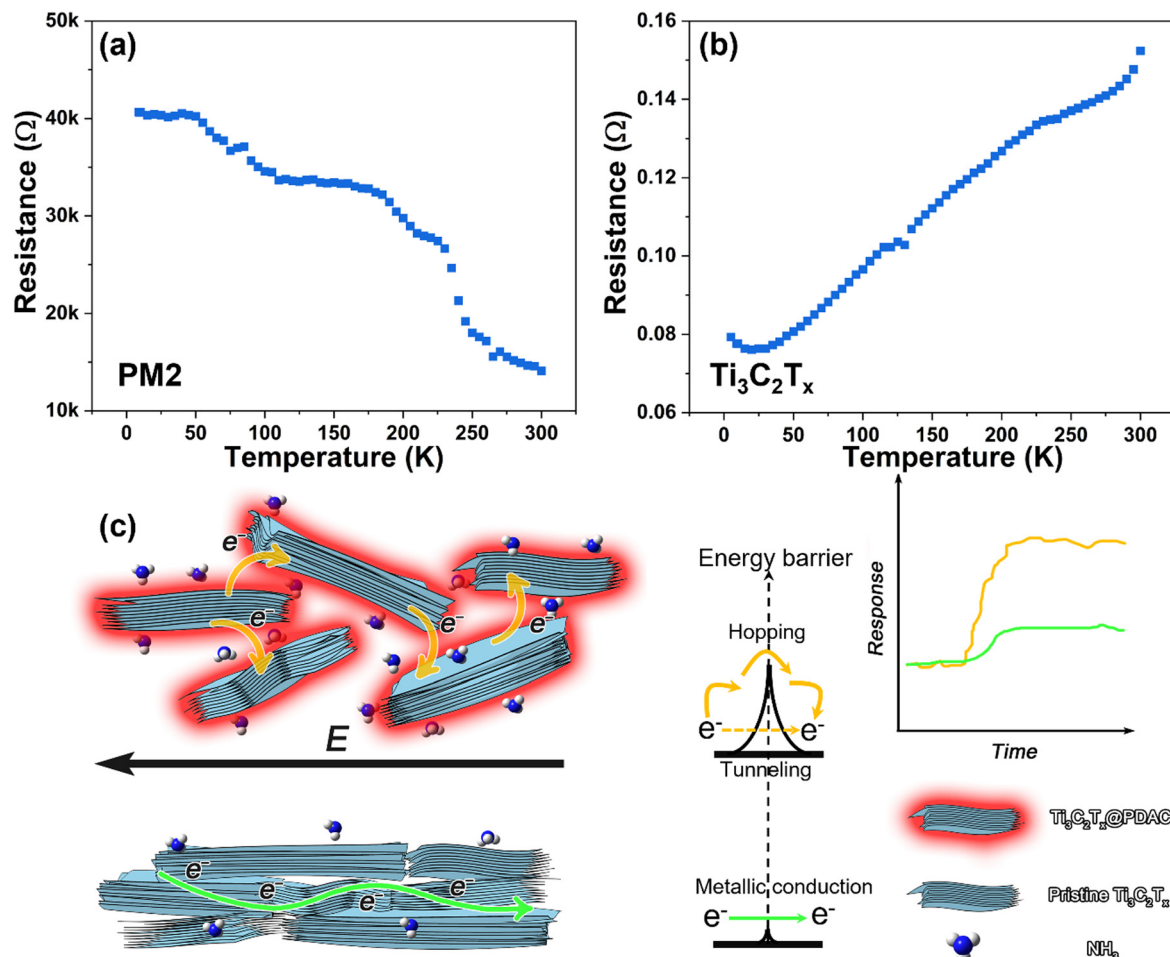 (a)
50k
40k
30k
20k
10k
Resistance (Ω)
PM2
0 50 100 150 200 250 300
Temperature (K)
(b)
0.16
0.14
0.12
0.10
0.08
0.06
Resistance (Ω)
Ti₃C₂Tₓ
0 50 100 150 200 250 300
Temperature (K)
(c)
e⁻
e⁻
e⁻
e⁻
E
e⁻
e⁻
e⁻
e⁻
Energy barrier
Hopping
e⁻ e⁻
Tunneling
Metallic conduction
e⁻ e⁻
Response
Time
Ti₃C₂Tₓ@PDAC
Pristine Ti₃C₂Tₓ
NH₃